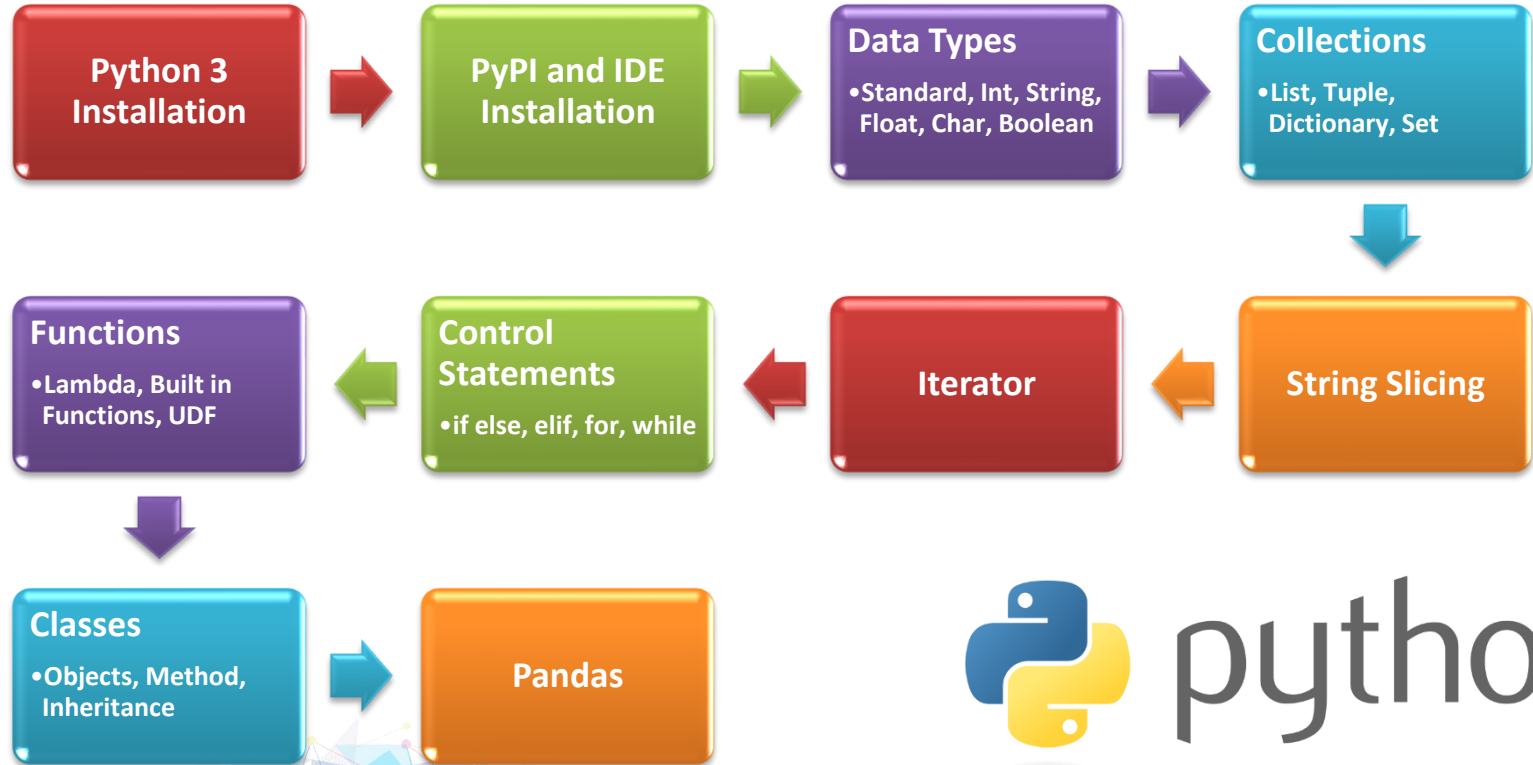 Python 3
Installation
PyPI and IDE
Installation
Data Types
•Standard, Int, String,
Float, Char, Boolean
Collections
•List, Tuple,
Dictionary, Set
String Slicing
Iterator
Control
Statements
•if else, elif, for, while
Functions
•Lambda, Built in
Functions, UDF
Classes
•Objects, Method,
Inheritance
Pandas
pytho